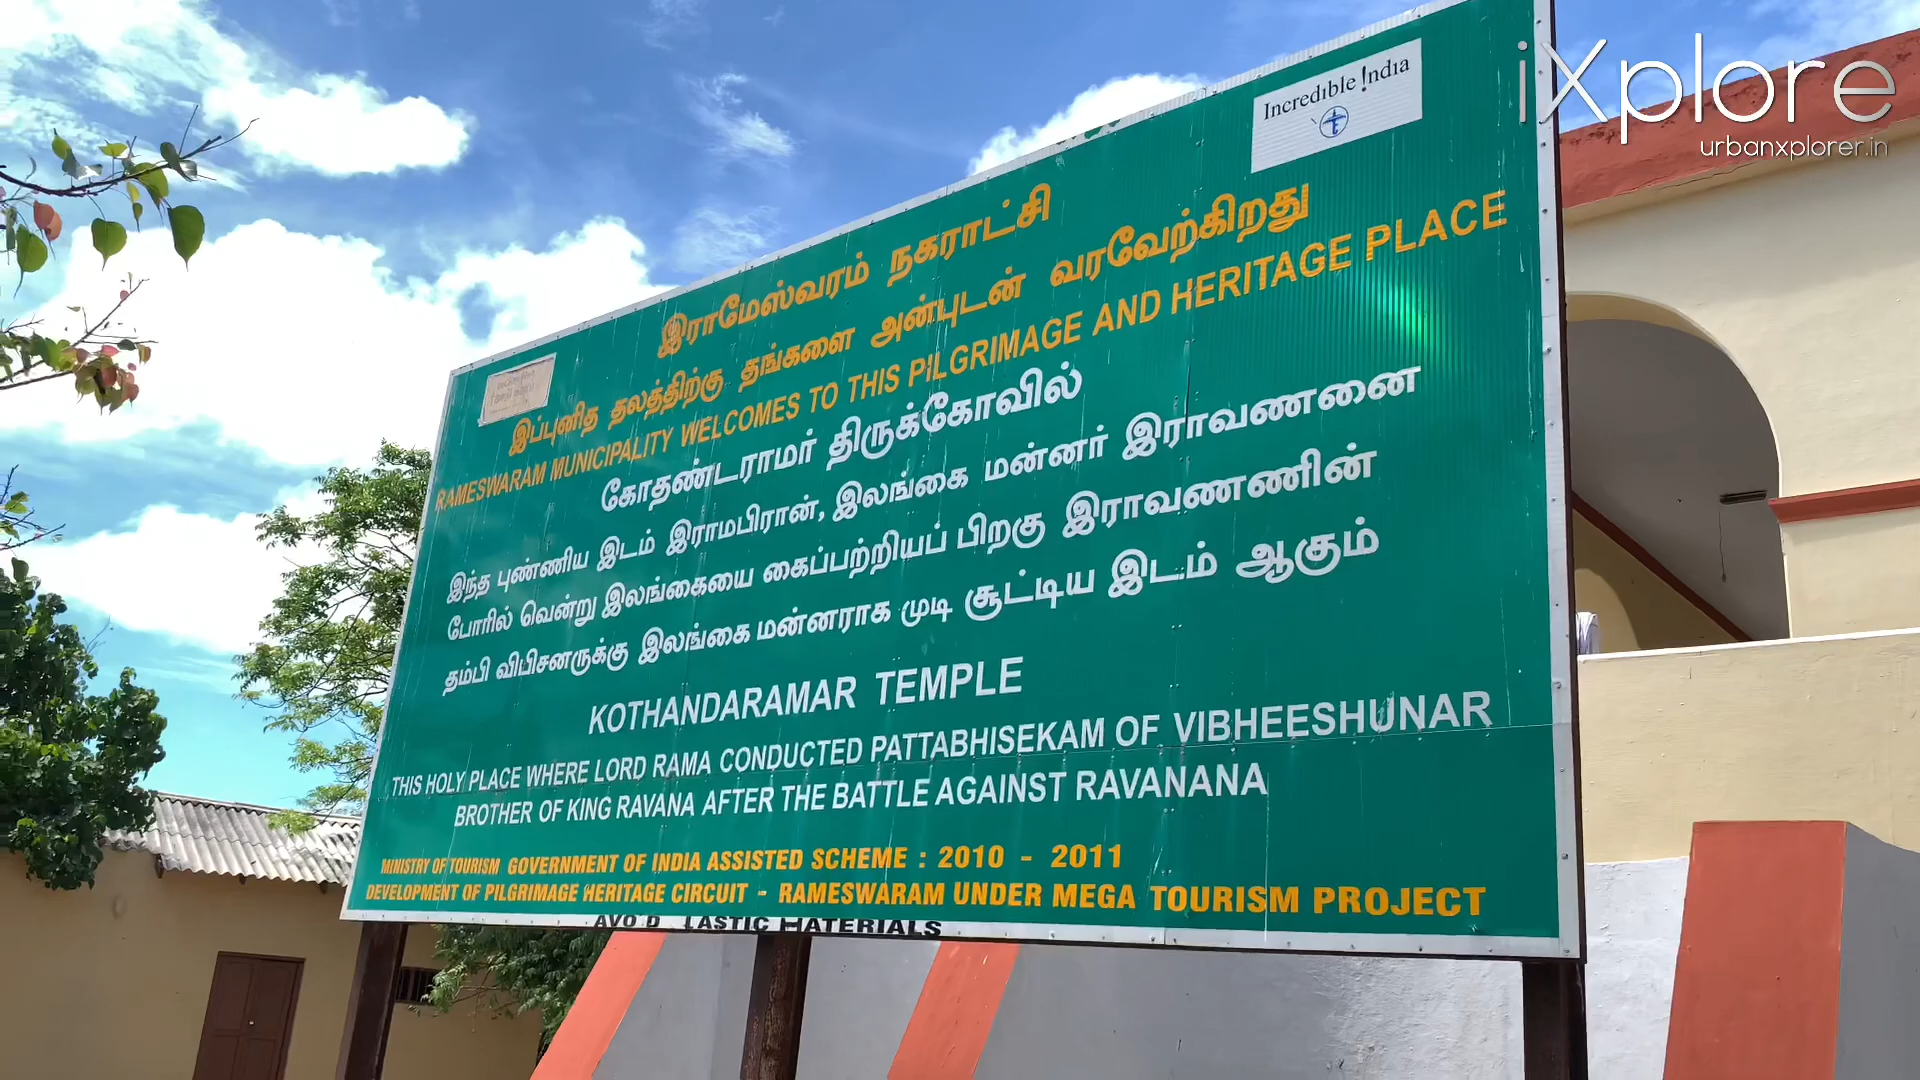 iXplore
urbanxplorer.in
Incredible !ndia
இராமேஸ்வரம் நகராட்சி
இப்புனித தலத்திற்கு தங்களை அன்புடன் வரவேற்கிறது
RAMESWARAM MUNICIPALITY WELCOMES TO THIS PILGRIMAGE AND HERITAGE PLACE
கோதண்டராமர் திருக்கோவில்
இந்த புண்ணிய இடம் இராமபிரான், இலங்கை மன்னர் இராவணனை
போரில் வென்று இலங்கையை கைப்பற்றியப் பிறகு இராவணணின்
தம்பி விபிசனருக்கு இலங்கை மன்னராக முடி சூட்டிய இடம் ஆகும்
KOTHANDARAMAR TEMPLE
THIS HOLY PLACE WHERE LORD RAMA CONDUCTED PATTABHISEKAM OF VIBHEESHUNAR
BROTHER OF KING RAVANA AFTER THE BATTLE AGAINST RAVANANA
MINISTRY OF TOURISM GOVERNMENT OF INDIA ASSISTED SCHEME : 2010 - 2011
DEVELOPMENT OF PILGRIMAGE HERITAGE CIRCUIT - RAMESWARAM UNDER MEGA TOURISM PROJECT
AVO D LASTIC MATERIALS